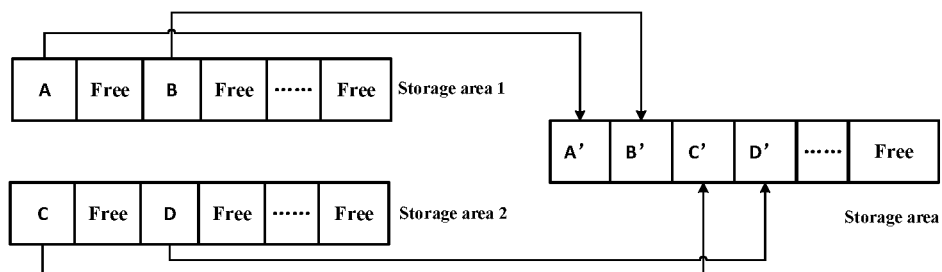 A Free B Free ...... Free
Storage area 1
A’ B’ C’ D’ ...... Free
C Free D Free ...... Free
Storage area 2
Storage area